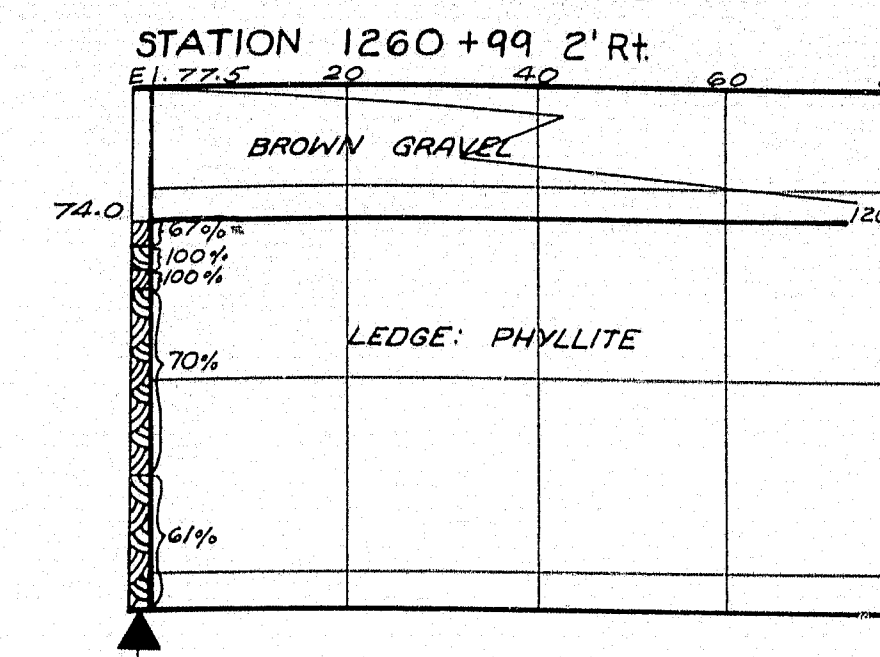 STATION 1260+99 2' Rt.
El. 77.5 20 40 60
BROWN GRAVEL
74.0
120
67%
100%
100%
LEDGE: PHYLLITE
70%
61%